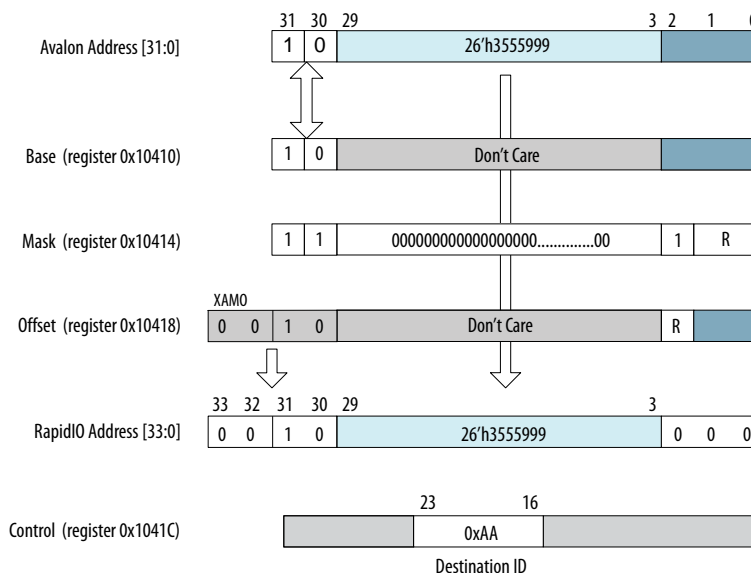 31 30 29 3 2 1
Avalon Address [31:0] 1 0 26'h3555999
Base (register 0x10410) 1 0 Don't Care
Mask (register 0x10414) 1 1 000000000000000000..............00 1 R
XAMO
Offset (register 0x10418) 0 0 1 0 Don't Care R
33 32 31 30 29 3
RapidIO Address [33:0] 0 0 1 0 26'h3555999 0 0 0
23 16
Control (register 0x1041C) 0xAA
Destination ID